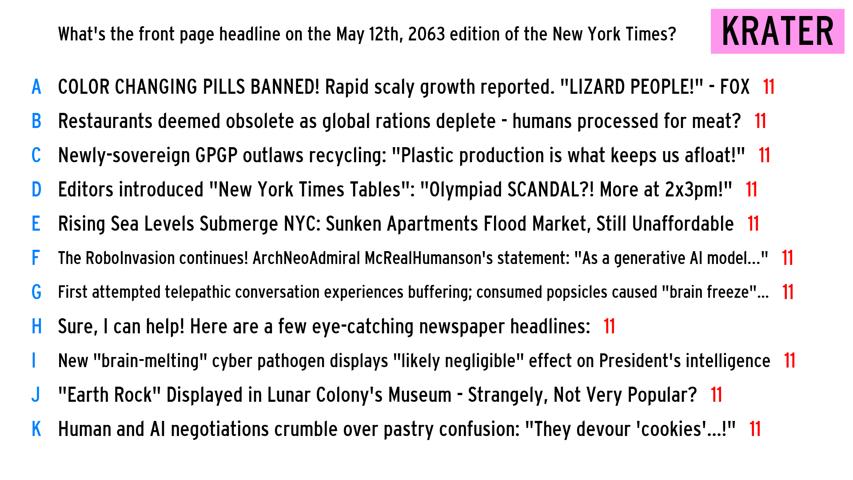 What's the front page headline on the May 12th, 2063 edition of the New York Times?
KRATER
A COLOR CHANGING PILLS BANNED! Rapid scaly growth reported. "LIZARD PEOPLE!" - FOX 11
B Restaurants deemed obsolete as global rations deplete - humans processed for meat? 11
C Newly-sovereign GPGP outlaws recycling: "Plastic production is what keeps us afloat!" 11
D Editors introduced "New York Times Tables": "Olympiad SCANDAL?! More at 2x3pm!" 11
E Rising Sea Levels Submerge NYC: Sunken Apartments Flood Market, Still Unaffordable 11
F The RoboInvasion continues! ArchNeoAdmiral McRealHumanson's statement: "As a generative AI model..." 11
G First attempted telepathic conversation experiences buffering; consumed popsicles caused "brain freeze"... 11
H Sure, I can help! Here are a few eye-catching newspaper headlines: 11
I New "brain-melting" cyber pathogen displays "likely negligible" effect on President's intelligence 11
J "Earth Rock" Displayed in Lunar Colony's Museum - Strangely, Not Very Popular? 11
K Human and AI negotiations crumble over pastry confusion: "They devour 'cookies'...!" 11